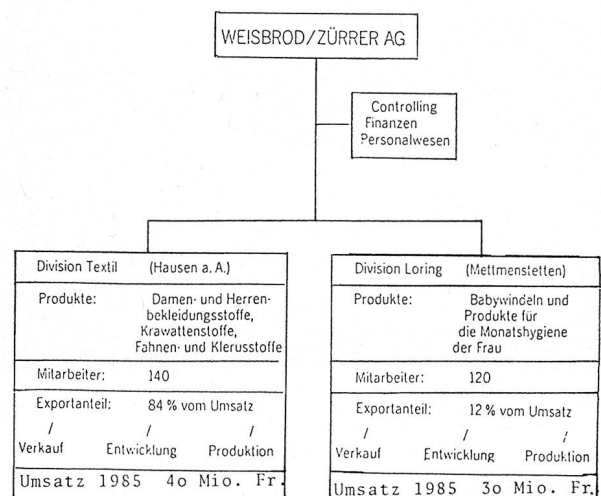 WEISBROD/ZÜRRER AG
Controlling
Finanzen
Personalwesen
Division Textil (Hausen a. A.)
Produkte: Damen- und Herren-
bekleidungsstoffe,
Krawattenstoffe,
Fahnen- und Klerusstoffe
Mitarbeiter: 140
Exportanteil: 84 % vom Umsatz
/ / /
Verkauf Entwicklung Produktion
Umsatz 1985 4o Mio. Fr.
Division Loring (Mettmenstetten)
Produkte: Babywindeln und
Produkte für
die Monatshygiene
der Frau
Mitarbeiter: 120
Exportanteil: 12 % vom Umsatz
/ / /
Verkauf Entwicklung Produktion
Umsatz 1985 3o Mio. Fr.